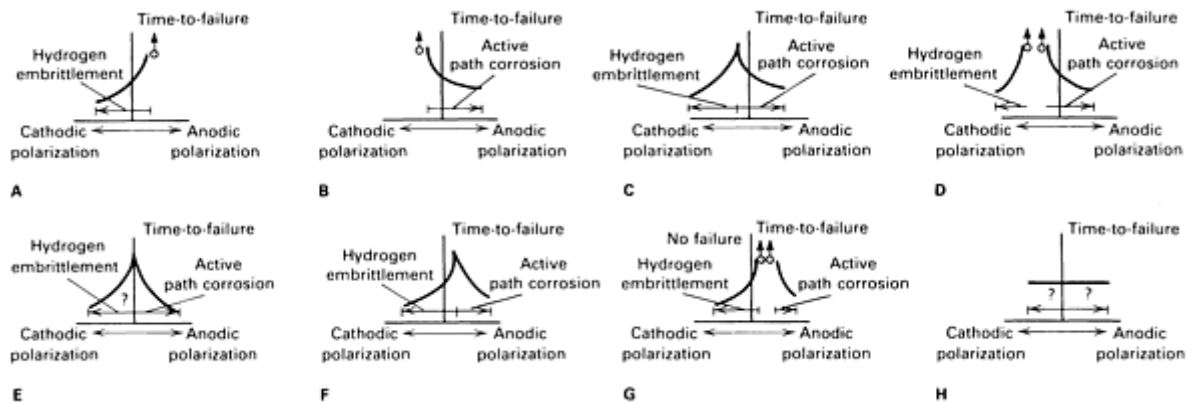 Time-to-failure
Hydrogen
embrittlement
Cathodic
polarization
Anodic
polarization
A
Time-to-failure
Active
path corrosion
Cathodic
polarization
Anodic
polarization
B
Time-to-failure
Hydrogen
embrittlement
Active
path corrosion
Cathodic
polarization
Anodic
polarization
C
Time-to-failure
Hydrogen
embrittlement
Active
path corrosion
Cathodic
polarization
Anodic
polarization
D
Time-to-failure
Hydrogen
embrittlement
Active
path corrosion
?
Cathodic
polarization
Anodic
polarization
E
Time-to-failure
Hydrogen
embrittlement
Active
path corrosion
Cathodic
polarization
Anodic
polarization
F
No failure
Time-to-failure
Hydrogen
embrittlement
Active
path corrosion
Cathodic
polarization
Anodic
polarization
G
Time-to-failure
? ?
Cathodic
polarization
Anodic
polarization
H